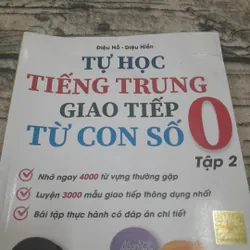 Diệu Hồ - Diệu Hiền
TỰ HỌC
TIẾNG TRUNG
GIAO TIẾP
TỪ CON SỐ 0
Tập 2
Nhớ ngay 4000 từ vựng thường gặp
Luyện 3000 mẫu giao tiếp thông dụng nhất
Bài tập thực hành có đáp án chi tiết